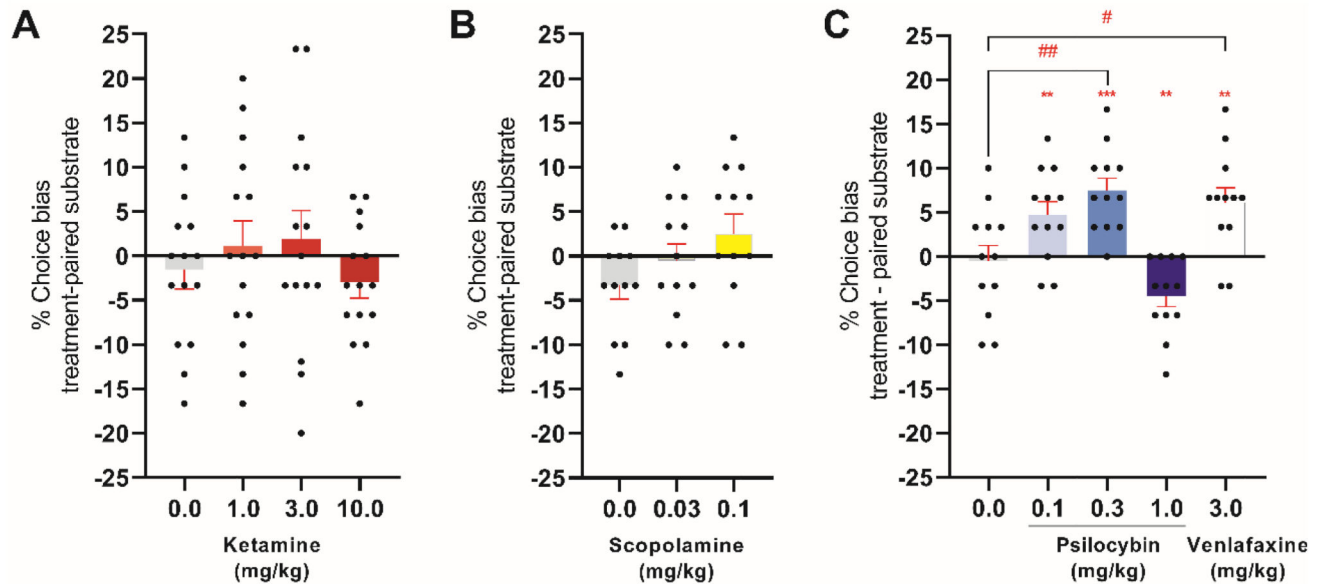 A
% Choice bias
treatment-paired substrate
25
20
15
10
5
0
-5
-10
-15
-20
-25
0.0 1.0 3.0 10.0
Ketamine
(mg/kg)
B
% Choice bias
treatment-paired substrate
25
20
15
10
5
0
-5
-10
-15
-20
-25
0.0 0.03 0.1
Scopolamine
(mg/kg)
C
% Choice bias
treatment - paired substrate
25
20
15
10
5
0
-5
-10
-15
-20
-25
#
##
** *** ** **
0.0 0.1 0.3 1.0 3.0
Psilocybin Venlafaxine
(mg/kg) (mg/kg)